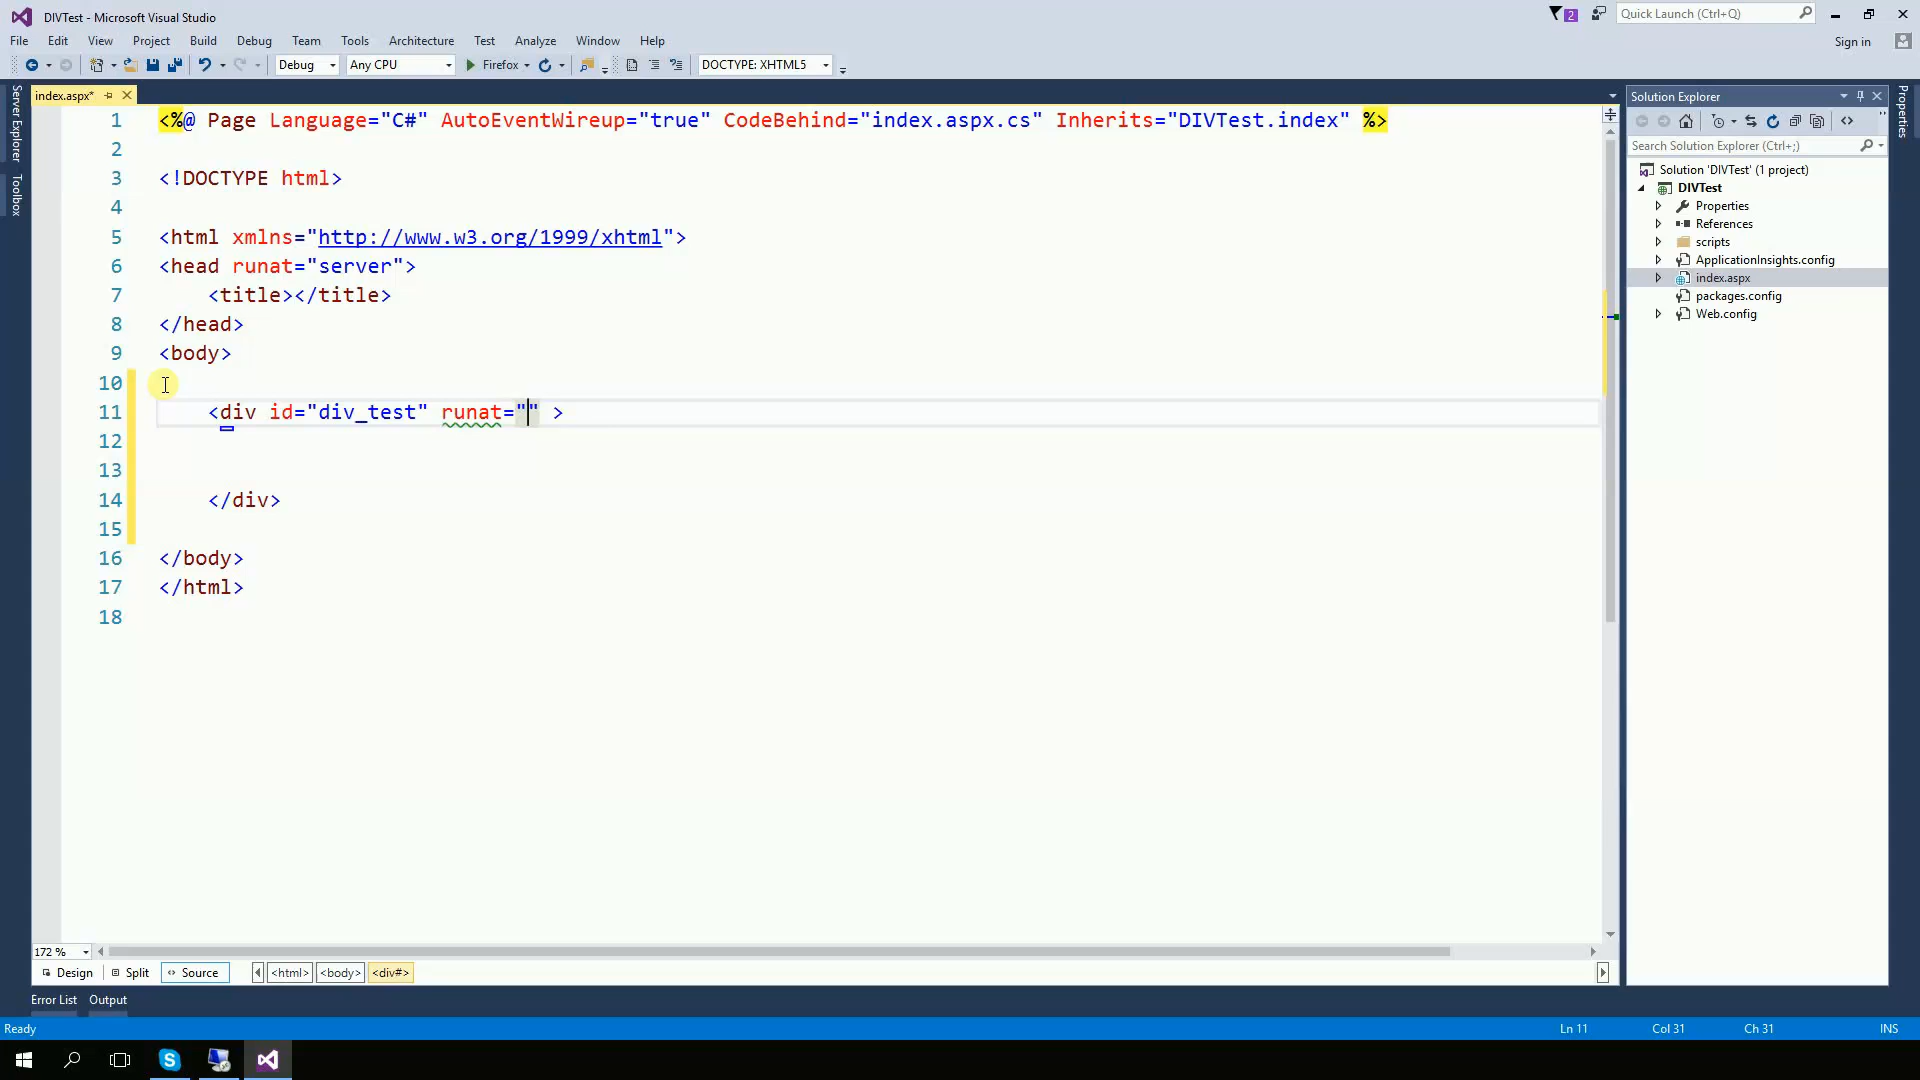 DIVTest - Microsoft Visual Studio
2
Quick Launch (Ctrl+Q)
File Edit View Project Build Debug Team Tools Test Architecture Analyze Window Help
Sign in
Debug Any CPU Firefox DOCTYPE: XHTML5
Server Explorer
Toolbox
index.aspx*
1 <%@ Page Language="C#" AutoEventWireup="true" CodeBehind="index.aspx.cs" Inherits="DIVTest.index" %>
2
3 <!DOCTYPE html>
4
5 <html xmlns="http://www.w3.org/1999/xhtml">
6 <head runat="server">
7 <title></title>
8 </head>
9 <body>
10
11 <div id="div_test" runat="" >
12
13
14 </div>
15
16 </body>
17 </html>
18
172 %
Design Split Source <html> <body> <div#>
Solution Explorer
Search Solution Explorer (Ctrl+;)
Solution 'DIVTest' (1 project)
DIVTest
Properties
References
scripts
ApplicationInsights.config
index.aspx
packages.config
Web.config
Properties
Error List Output
Ready Ln 11 Col 31 Ch 31 INS